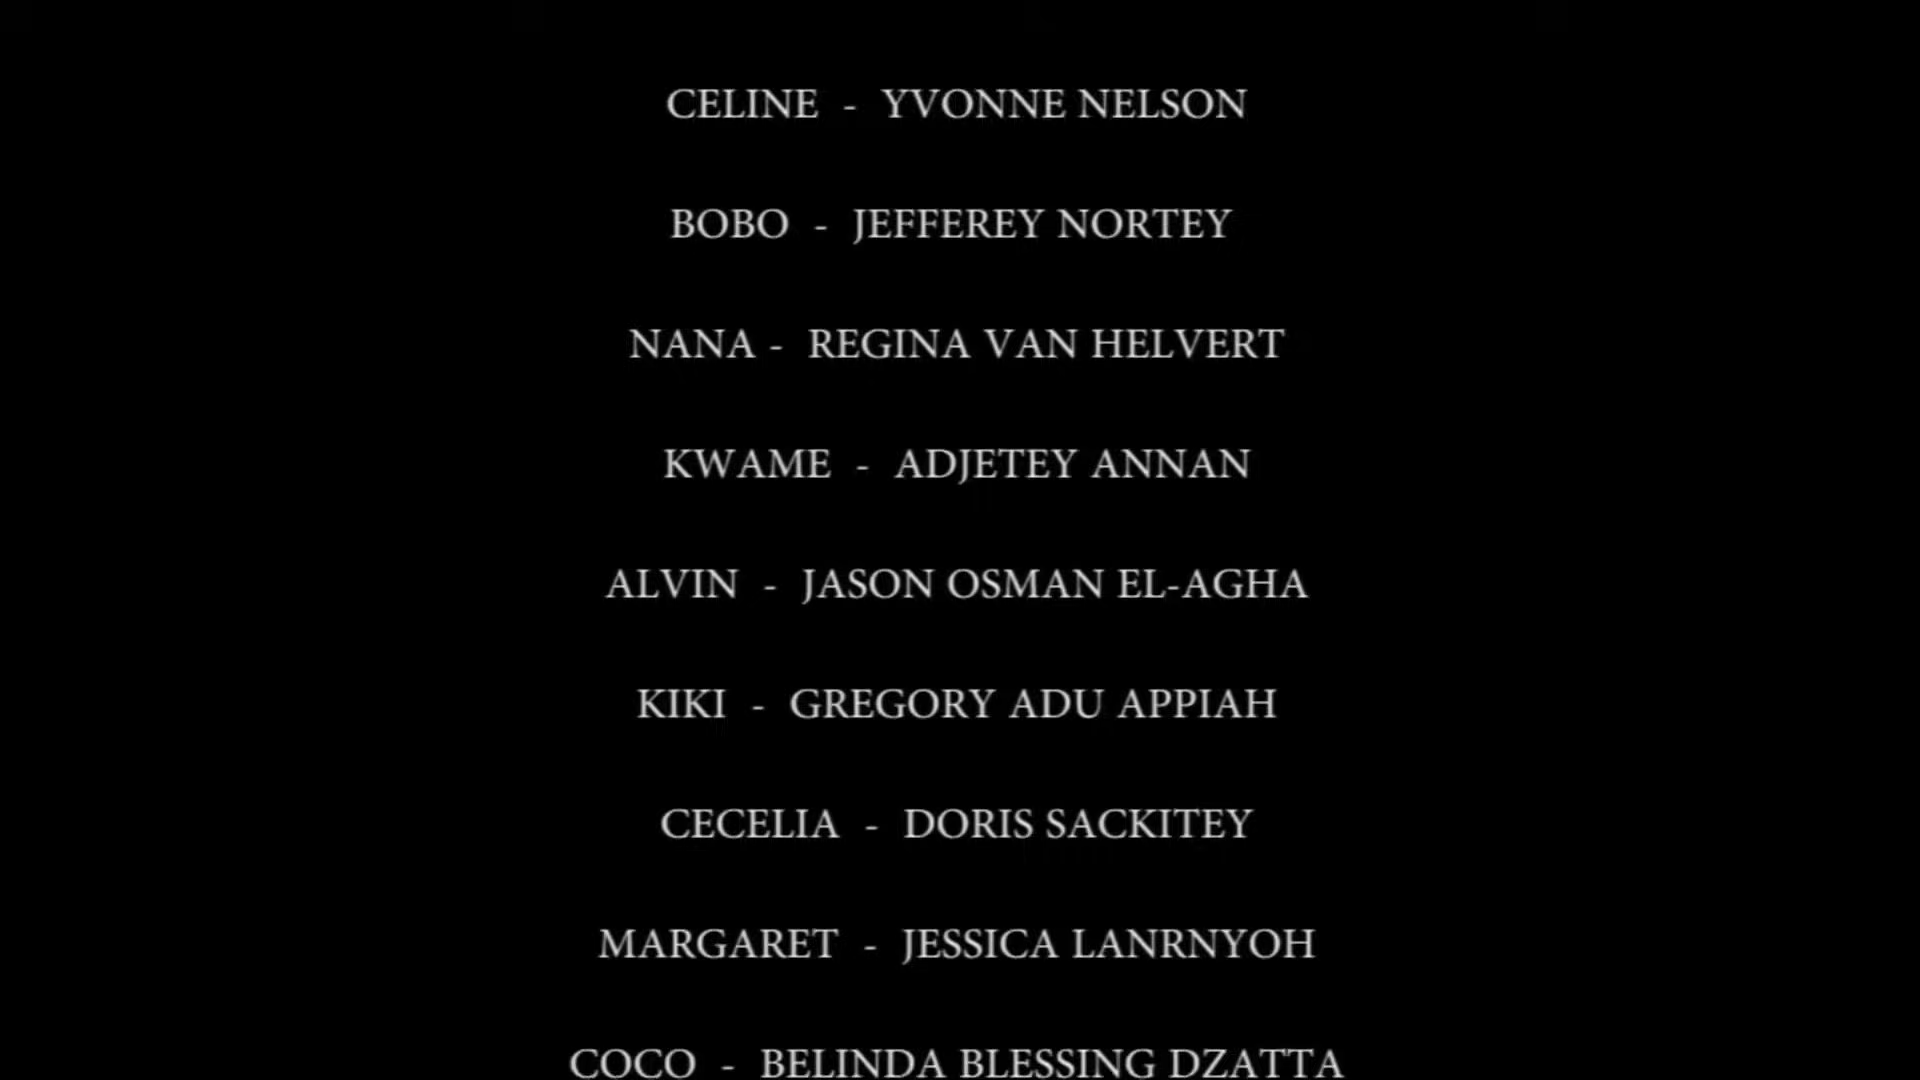 CELINE - YVONNE NELSON
BOBO - JEFFEREY NORTEY
NANA - REGINA VAN HELVERT
KWAME - ADJETEY ANNAN
ALVIN - JASON OSMAN EL-AGHA
KIKI - GREGORY ADU APPIAH
CECELIA - DORIS SACKITEY
MARGARET - JESSICA LANRNYOH
COCO - BELINDA BLESSING DZATTA